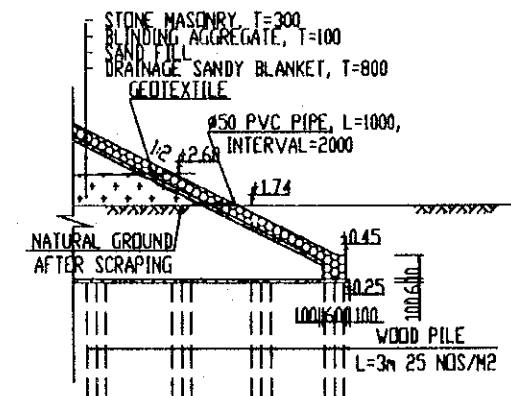 STONE MASONRY, T=300
BLINDING AGGREGATE, T=100
SAND FILL
DRAINAGE SANDY BLANKET, T=800
GEOTEXTILE
ø50 PVC PIPE, L=1000,
INTERVAL=2000
1:2
+2.60
+1.74
NATURAL GROUND
AFTER SCRAPING
+0.45
+0.25
100 600 100
100 600
WOOD PILE
L=3m 25 NOS/M2